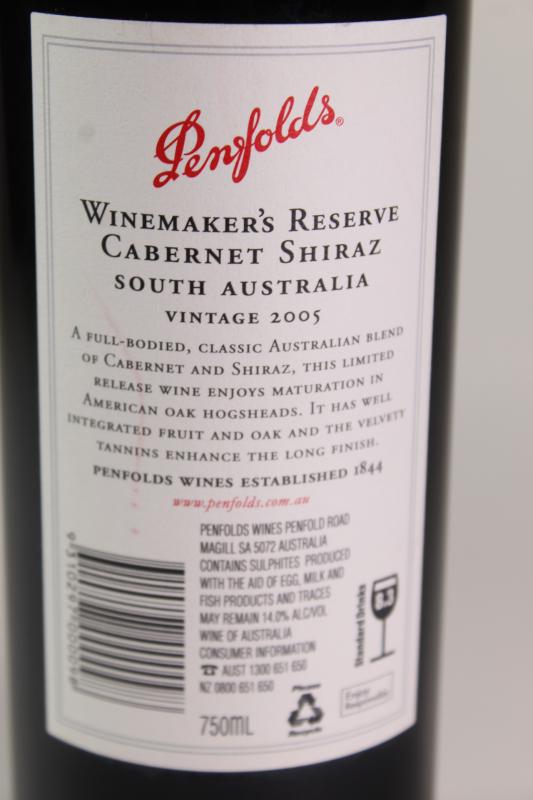 Penfolds®
WINEMAKER'S RESERVE
CABERNET SHIRAZ
SOUTH AUSTRALIA
VINTAGE 2005
A FULL-BODIED, CLASSIC AUSTRALIAN BLEND
OF CABERNET AND SHIRAZ, THIS LIMITED
RELEASE WINE ENJOYS MATURATION IN
AMERICAN OAK HOGSHEADS. IT HAS WELL
INTEGRATED FRUIT AND OAK AND THE VELVETY
TANNINS ENHANCE THE LONG FINISH.
PENFOLDS WINES ESTABLISHED 1844
www.penfolds.com.au
PENFOLDS WINES PENFOLD ROAD
MAGILL SA 5072 AUSTRALIA
CONTAINS SULPHITES PRODUCED
WITH THE AID OF EGG, MILK AND
FISH PRODUCTS AND TRACES
MAY REMAIN 14.0% ALC/VOL
WINE OF AUSTRALIA
CONSUMER INFORMATION
☎ AUST 1300 651 650
NZ 0800 651 650
750ML
Please
Recycle
Enjoy
Responsibly
Standard Drinks